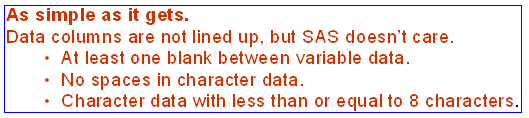 As simple as it gets.
Data columns are not lined up, but SAS doesn't care.
• At least one blank between variable data.
• No spaces in character data.
• Character data with less than or equal to 8 characters.